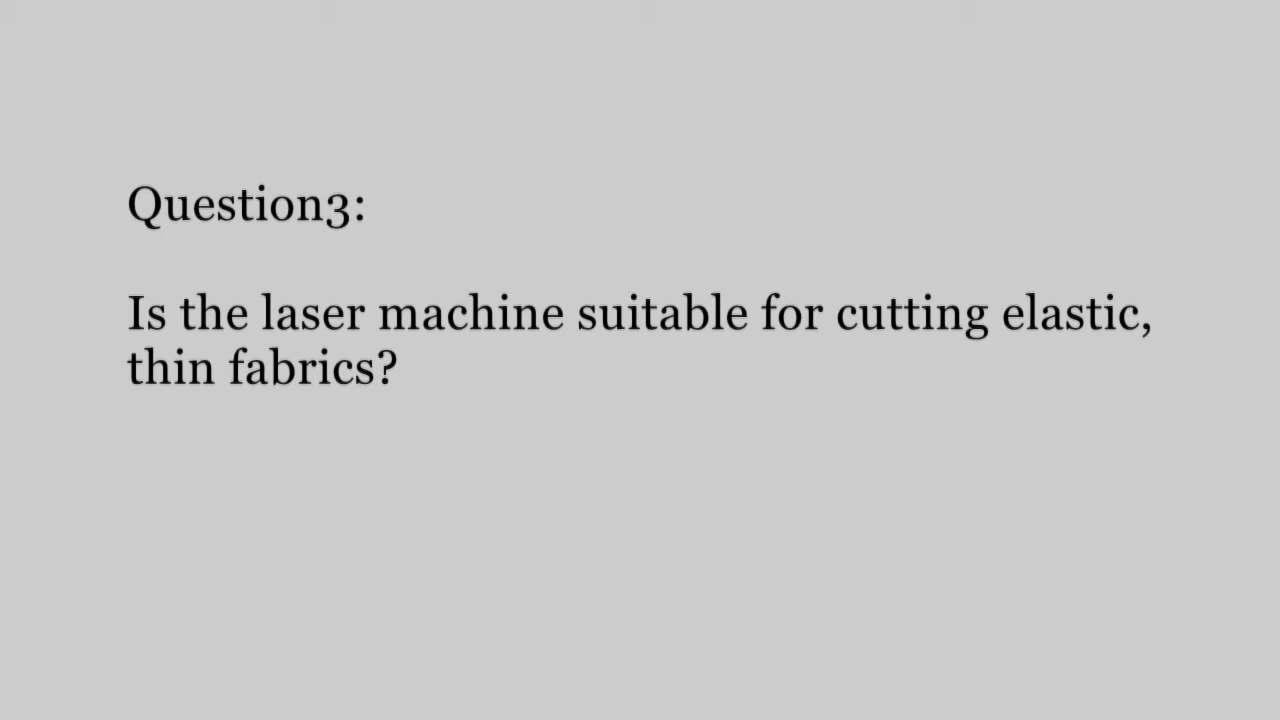 Question3:
Is the laser machine suitable for cutting elastic,
thin fabrics?